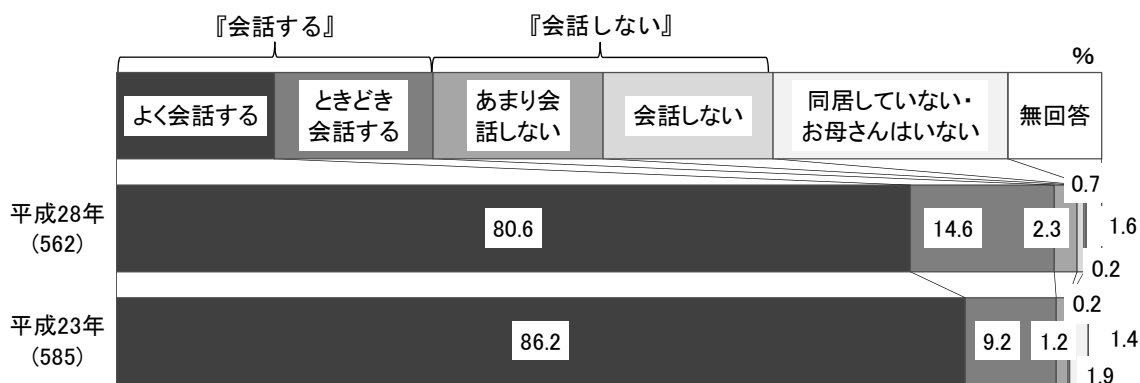 『会話する』
『会話しない』
%
よく会話する
ときどき
会話する
あまり会
話しない
会話しない
同居していない・
お母さんはいない
無回答
平成28年
(562)
80.6
14.6
2.3
0.7
0.2
1.6
平成23年
(585)
86.2
9.2
1.2
0.2
1.9
1.4